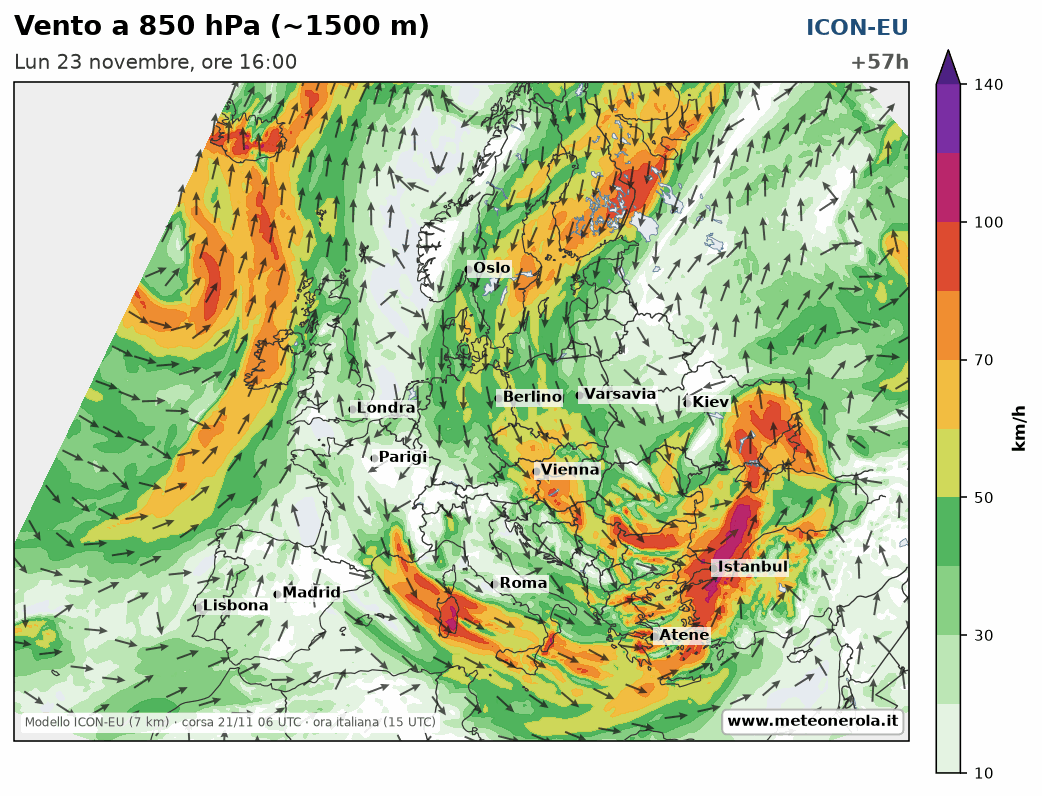 Vento a 850 hPa (~1500 m)
ICON-EU
Lun 23 novembre, ore 16:00
+57h
140
100
70
50
30
10
km/h
Oslo
Londra
Berlino
Varsavia
Kiev
Parigi
Vienna
Istanbul
Madrid
Roma
Lisbona
Atene
Modello ICON-EU (7 km) · corsa 21/11 06 UTC · ora italiana (15 UTC)
www.meteonerola.it